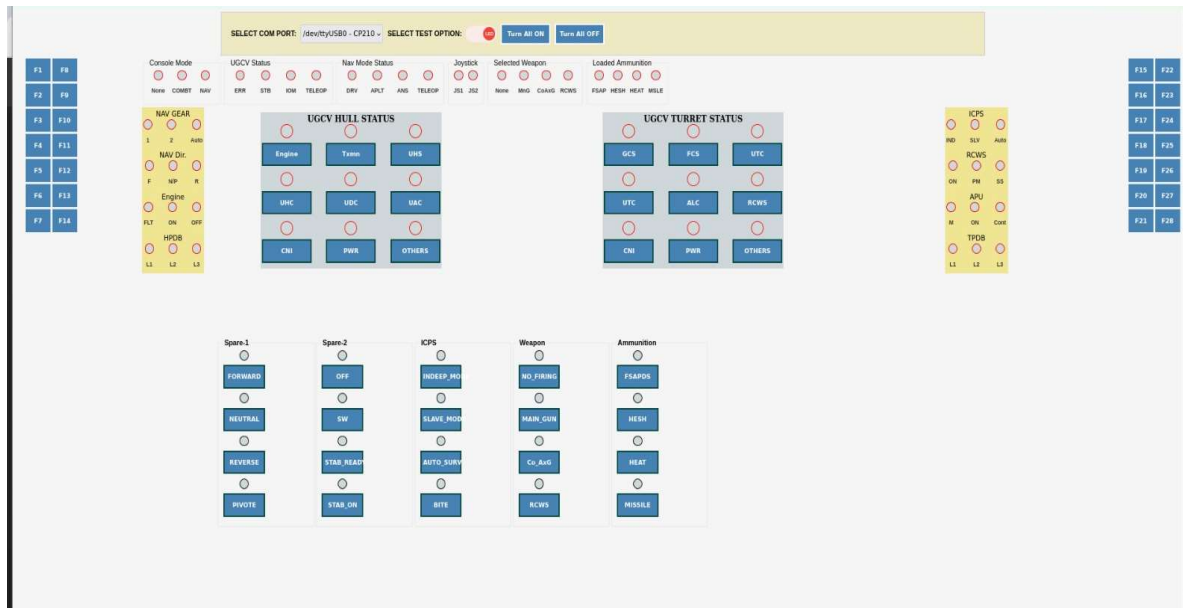 SELECT COM PORT: /dev/ttyUSB0 - CP210 SELECT TEST OPTION: LED Turn All ON Turn All OFF
Console Mode UGCV Status Nav Mode Status Joystick Selected Weapon Loaded Ammunition
None COMBT NAV ERR STB IOM TELEOP DRV APLT ANS TELEOP JS1 JS2 None MnG CoAxG RCWS FSAP HESH HEAT MSLE
F1 F8
F2 F9
F3 F10
F4 F11
F5 F12
F6 F13
F7 F14
NAV GEAR
1 2 Auto
NAV Dir.
F N/P R
Engine
FLT ON OFF
HPDB
L1 L2 L3
UGCV HULL STATUS
Engine Txmn UHS
UHC UDC UAC
CNI PWR OTHERS
UGCV TURRET STATUS
GCS FCS UTC
UTC ALC RCWS
CNI PWR OTHERS
ICPS
IND SLV Auto
RCWS
ON PM SS
APU
M ON Cont
TPDB
L1 L2 L3
F15 F22
F16 F23
F17 F24
F18 F25
F19 F26
F20 F27
F21 F28
Spare-1 Spare-2 ICPS Weapon Ammunition
FORWARD OFF INDEEP_MO NO_FIRING FSAPDS
NEUTRAL SW SLAVE_MOD MAIN_GUN HESH
REVERSE STAB_READY AUTO_SURV Co_AxG HEAT
PIVOTE STAB_ON BITE RCWS MISSILE